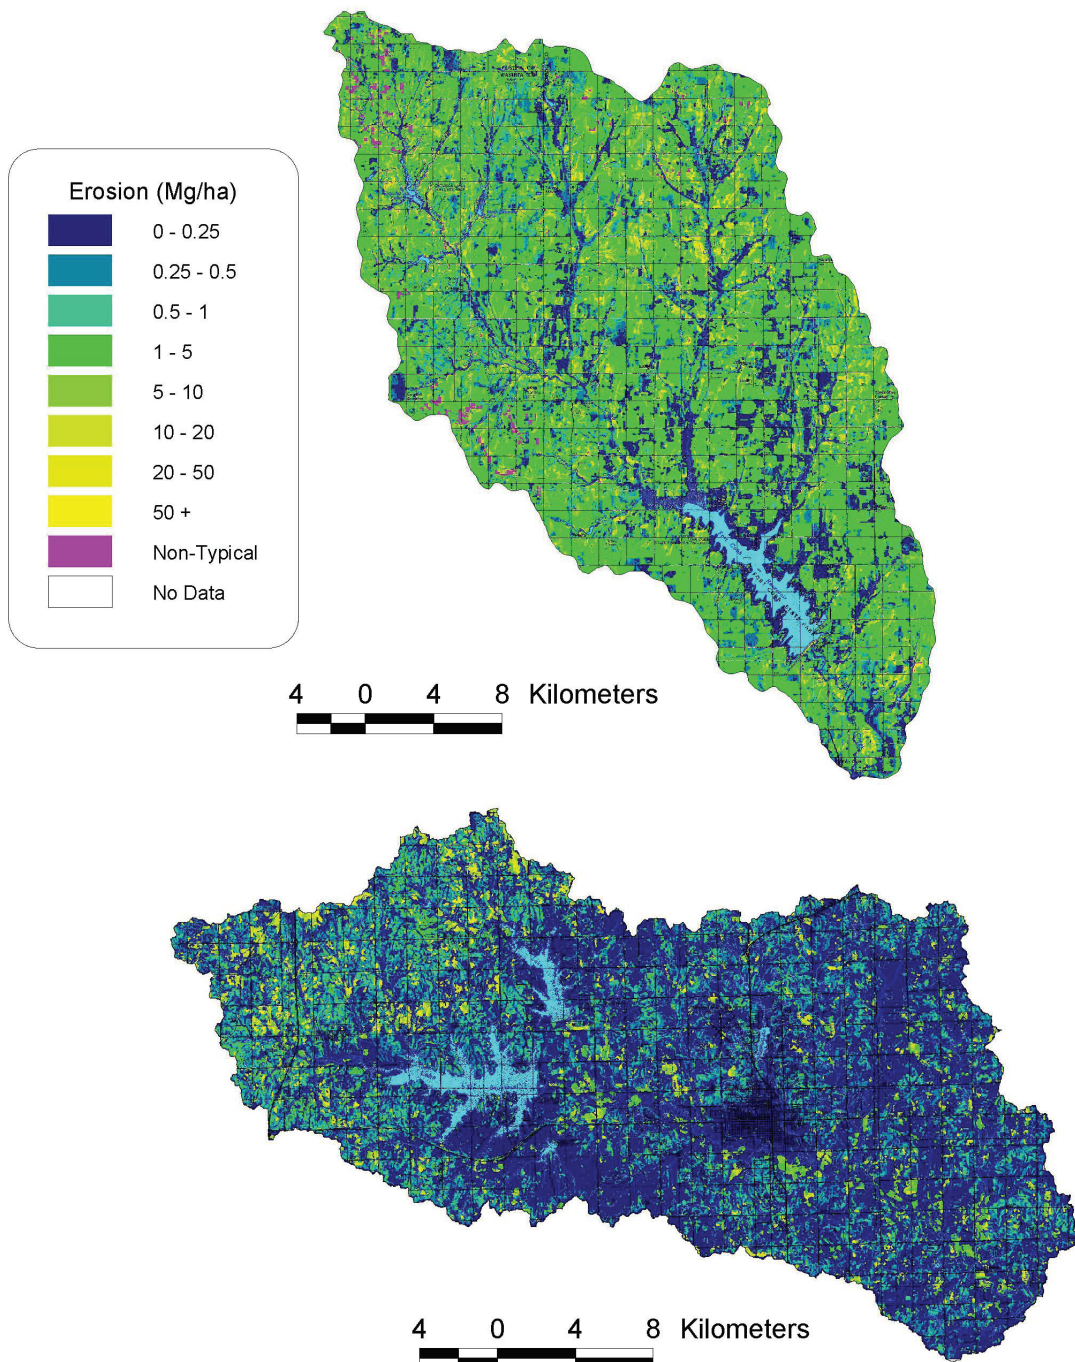 Erosion (Mg/ha)
0 - 0.25
0.25 - 0.5
0.5 - 1
1 - 5
5 - 10
10 - 20
20 - 50
50 +
Non-Typical
No Data
4 0 4 8 Kilometers
4 0 4 8 Kilometers